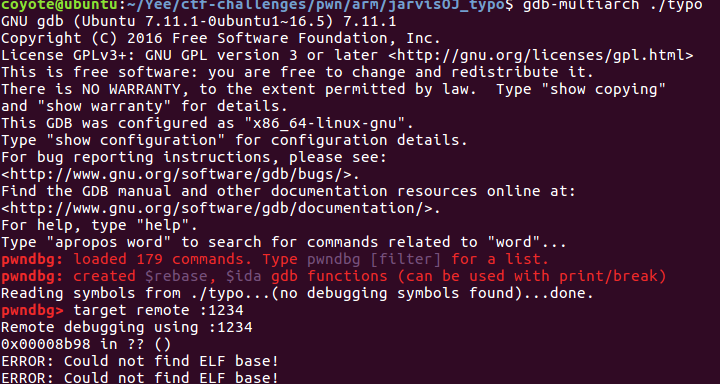 coyote@ubuntu:~/Yee/ctf-challenges/pwn/arm/jarvisOJ_typo$ gdb-multiarch ./typo
GNU gdb (Ubuntu 7.11.1-0ubuntu1~16.5) 7.11.1
Copyright (C) 2016 Free Software Foundation, Inc.
License GPLv3+: GNU GPL version 3 or later <http://gnu.org/licenses/gpl.html>
This is free software: you are free to change and redistribute it.
There is NO WARRANTY, to the extent permitted by law.  Type "show copying"
and "show warranty" for details.
This GDB was configured as "x86_64-linux-gnu".
Type "show configuration" for configuration details.
For bug reporting instructions, please see:
<http://www.gnu.org/software/gdb/bugs/>.
Find the GDB manual and other documentation resources online at:
<http://www.gnu.org/software/gdb/documentation/>.
For help, type "help".
Type "apropos word" to search for commands related to "word"...
pwndbg: loaded 179 commands. Type pwndbg [filter] for a list.
pwndbg: created $rebase, $ida gdb functions (can be used with print/break)
Reading symbols from ./typo...(no debugging symbols found)...done.
pwndbg> target remote :1234
Remote debugging using :1234
0x00008b98 in ?? ()
ERROR: Could not find ELF base!
ERROR: Could not find ELF base!